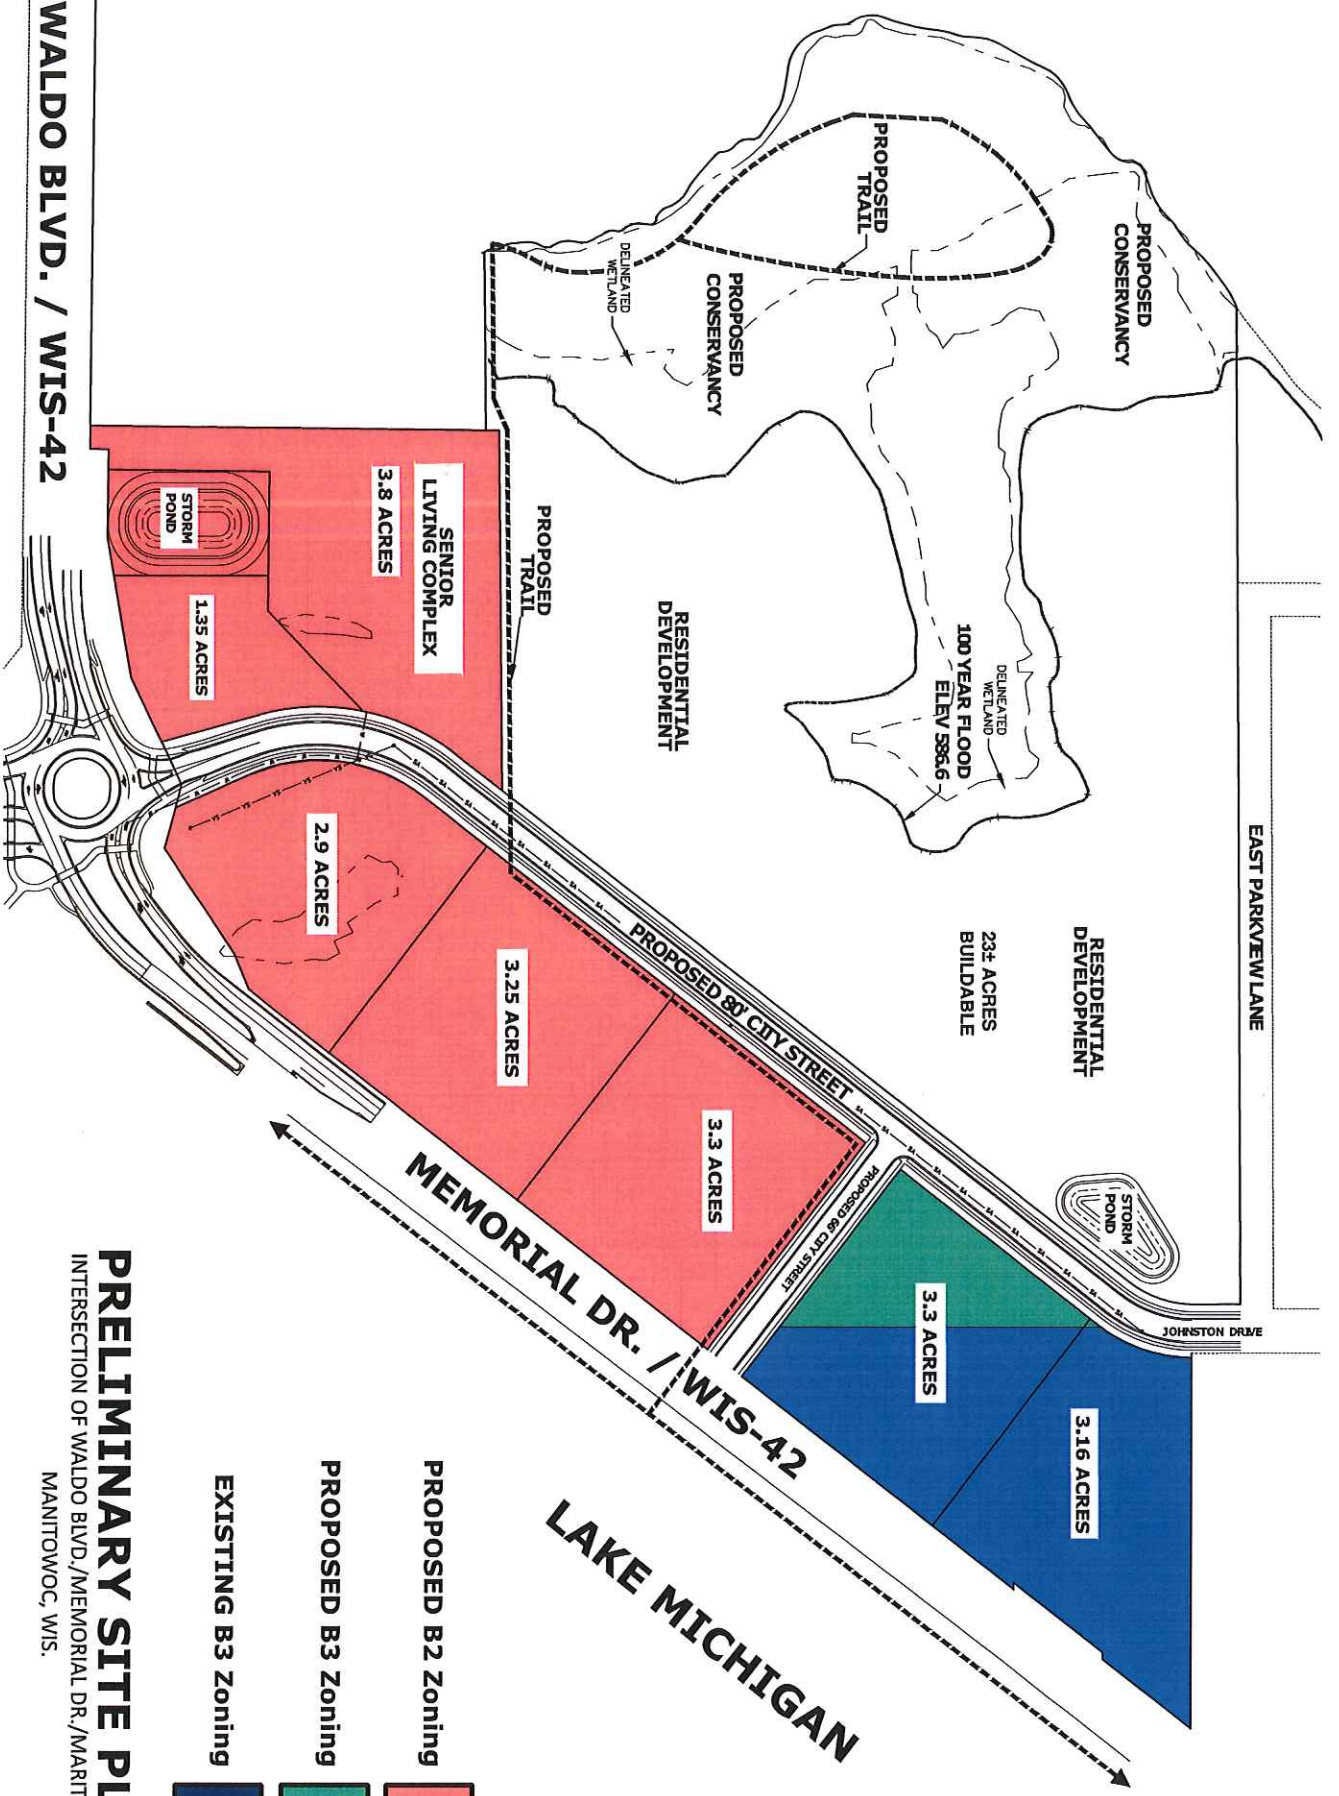 WALDO BLVD. / WIS-42
PROPOSED
TRAIL
PROPOSED
CONSERVANCY
DELINEATED
WETLAND
PROPOSED
CONSERVANCY
EAST PARKVIEW LANE
SENIOR
LIVING COMPLEX
3.8 ACRES
STORM
POND
1.35 ACRES
PROPOSED
TRAIL
RESIDENTIAL
DEVELOPMENT
DELINEATED
WETLAND
100 YEAR FLOOD
ELEV 586.6
RESIDENTIAL
DEVELOPMENT
23± ACRES
BUILDABLE
2.9 ACRES
3.25 ACRES
3.3 ACRES
PROPOSED 80' CITY STREET
PROPOSED 66' CITY STREET
STORM
POND
JOHNSTON DRIVE
3.3 ACRES
3.16 ACRES
MEMORIAL DR. / WIS-42
LAKE MICHIGAN
PROPOSED B2 Zoning
PROPOSED B3 Zoning
EXISTING B3 Zoning
PRELIMINARY SITE PL
INTERSECTION OF WALDO BLVD./MEMORIAL DR./MARIT
MANITOWOC, WIS.